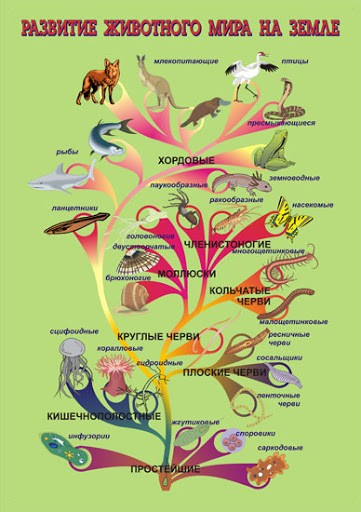 РАЗВИТИЕ ЖИВОТНОГО МИРА НА ЗЕМЛЕ
млекопитающие
птицы
пресмыкающиеся
рыбы
ХОРДОВЫЕ
земноводные
паукообразные
ракообразные
ланцетники
насекомые
головоногие
двустворчатые
ЧЛЕНИСТОНОГИЕ
многощетинковые
брюхоногие
МОЛЛЮСКИ
КОЛЬЧАТЫЕ
ЧЕРВИ
малощетинковые
сцифоидные
КРУГЛЫЕ ЧЕРВИ
ресничные
черви
коралловые
сосальщики
гидроидные
ПЛОСКИЕ ЧЕРВИ
ленточные
черви
КИШЕЧНОПОЛОСТНЫЕ
жгутиковые
споровики
инфузории
саркодовые
ПРОСТЕЙШИЕ